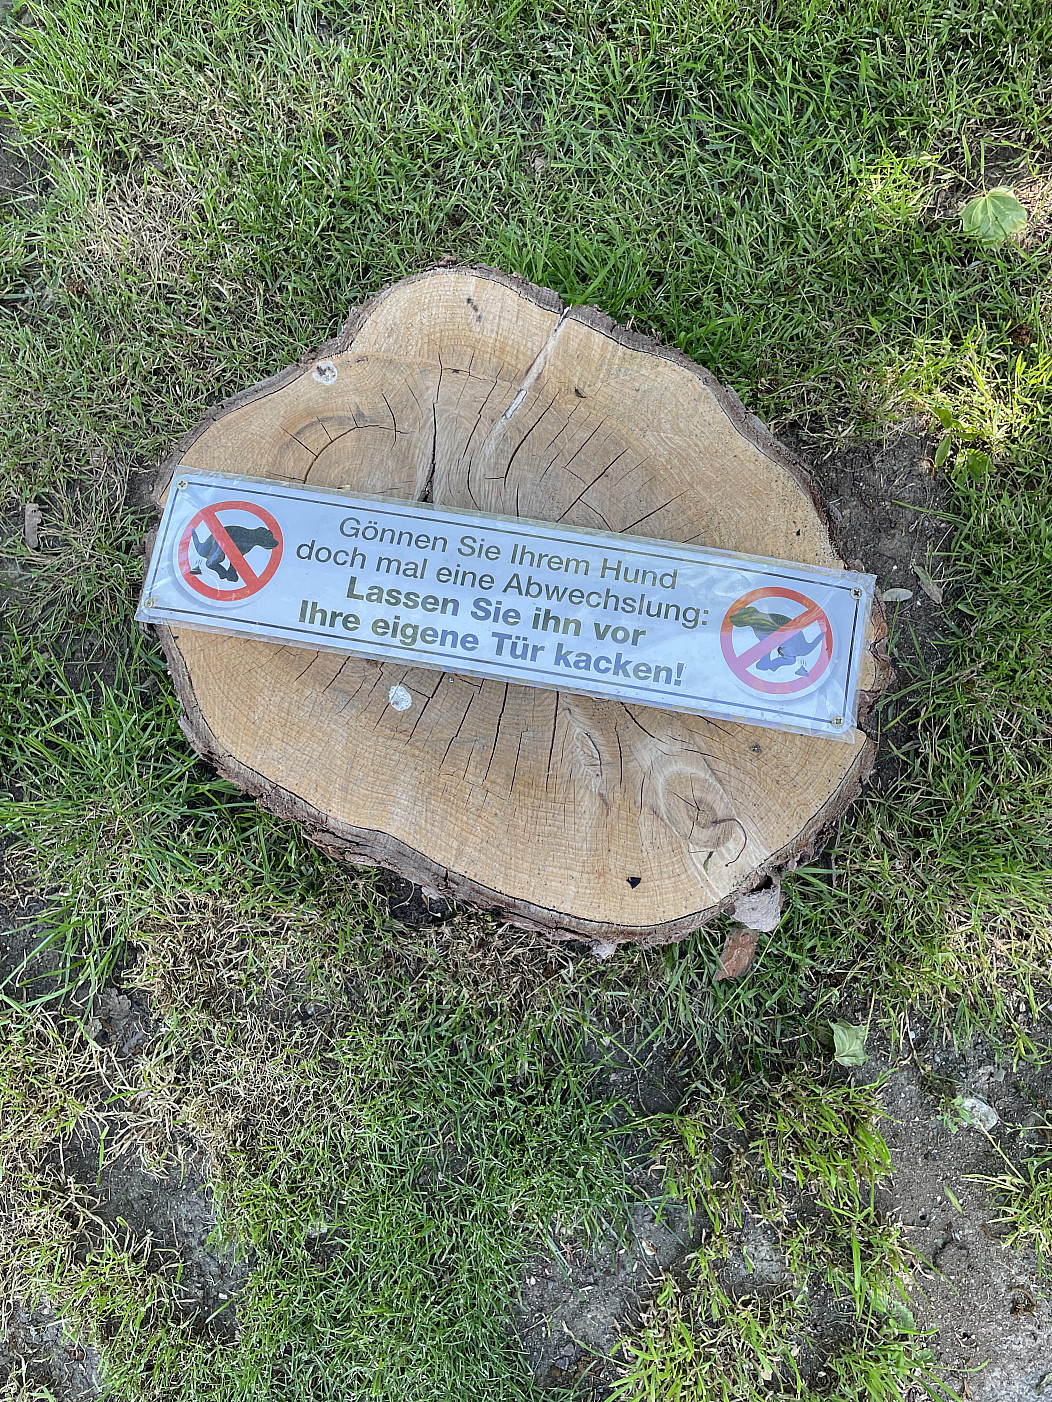 Gönnen Sie Ihrem Hund
doch mal eine Abwechslung:
Lassen Sie ihn vor
Ihre eigene Tür kacken!